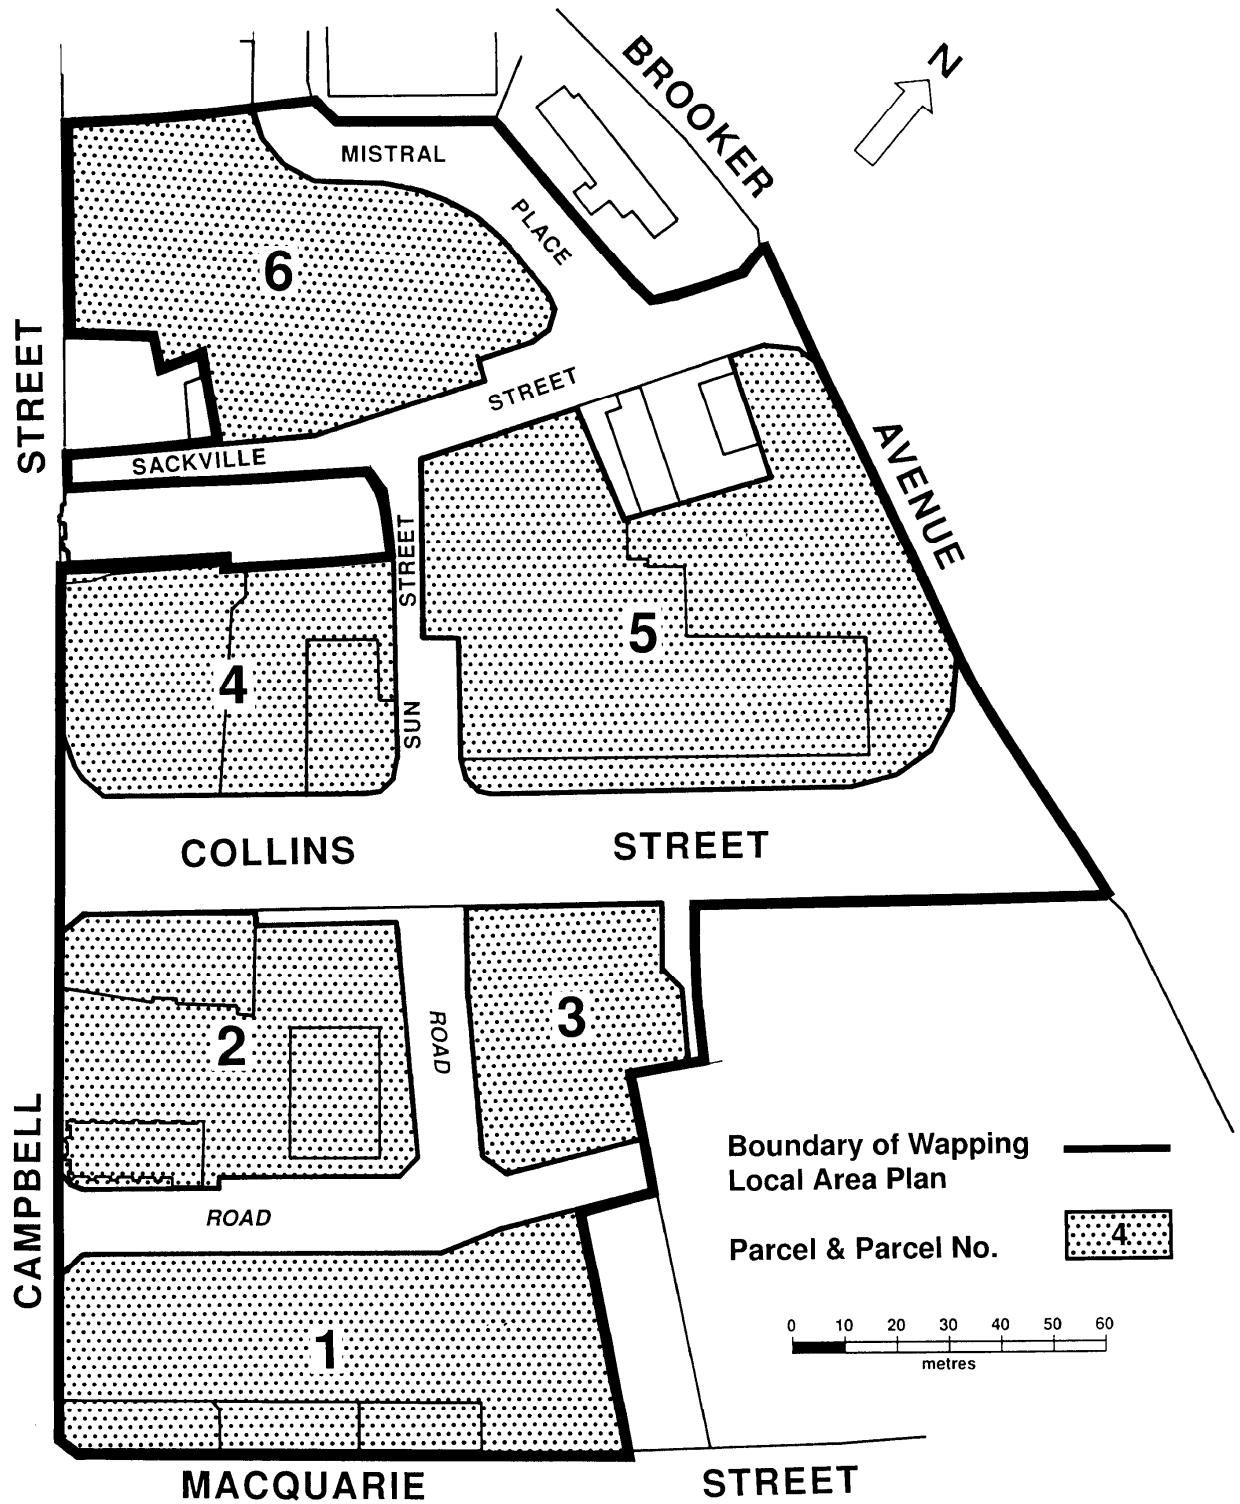 N
BROOKER
MISTRAL
PLACE
6
STREET
STREET
SACKVILLE
AVENUE
STREET
5
4
SUN
COLLINS STREET
3
2
ROAD
CAMPBELL
Boundary of Wapping
Local Area Plan
ROAD
4
Parcel & Parcel No.
1
0 10 20 30 40 50 60
metres
MACQUARIE STREET